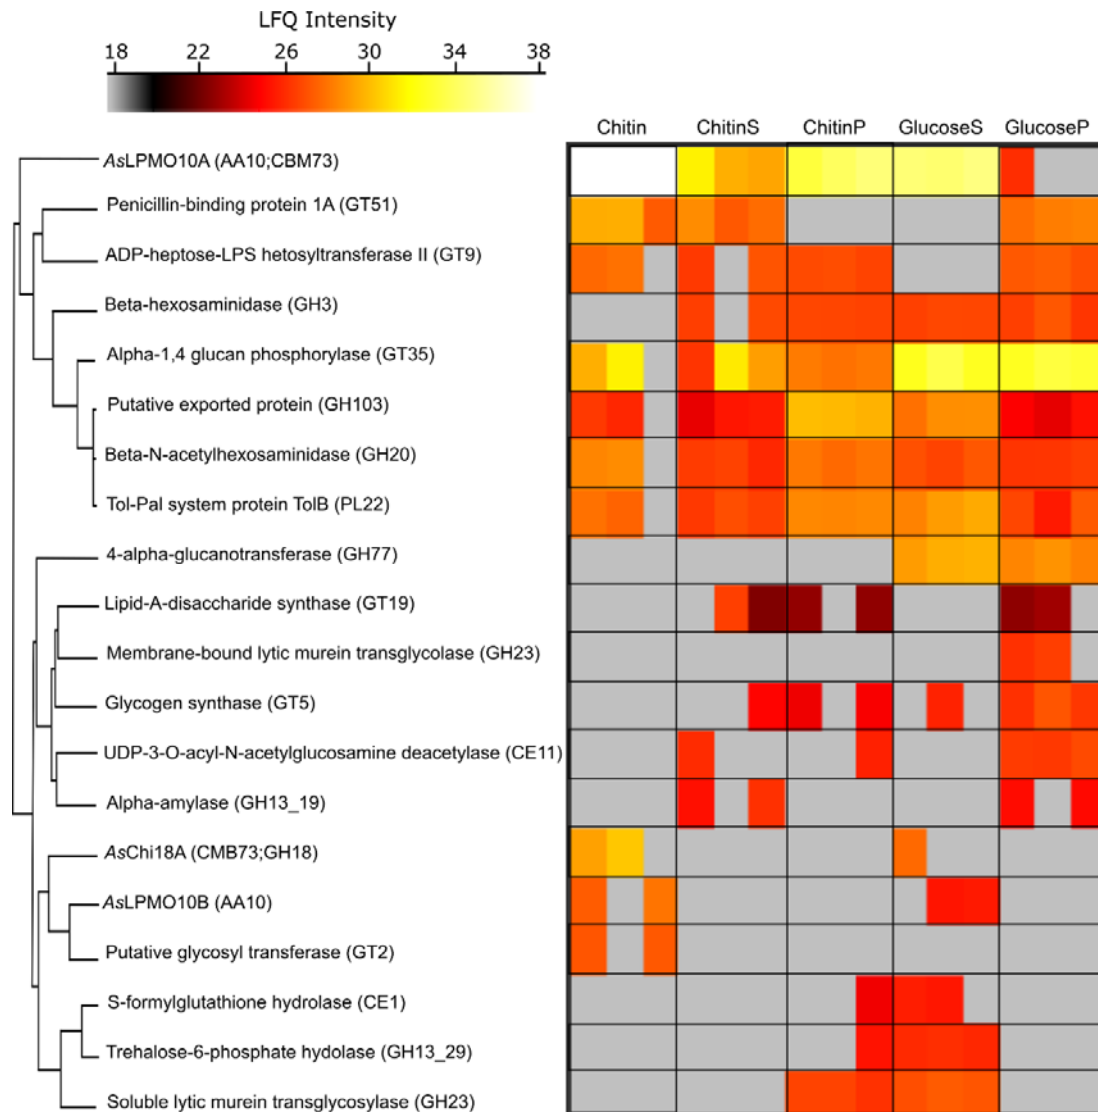 LFQ Intensity
18 22 26 30 34 38
Chitin ChitinS ChitinP GlucoseS GlucoseP
AsLPMO10A (AA10;CBM73)
Penicillin-binding protein 1A (GT51)
ADP-heptose-LPS hetosyltransferase II (GT9)
Beta-hexosaminidase (GH3)
Alpha-1,4 glucan phosphorylase (GT35)
Putative exported protein (GH103)
Beta-N-acetylhexosaminidase (GH20)
Tol-Pal system protein TolB (PL22)
4-alpha-glucanotransferase (GH77)
Lipid-A-disaccharide synthase (GT19)
Membrane-bound lytic murein transglycolase (GH23)
Glycogen synthase (GT5)
UDP-3-O-acyl-N-acetylglucosamine deacetylase (CE11)
Alpha-amylase (GH13_19)
AsChi18A (CMB73;GH18)
AsLPMO10B (AA10)
Putative glycosyl transferase (GT2)
S-formylglutathione hydrolase (CE1)
Trehalose-6-phosphate hydolase (GH13_29)
Soluble lytic murein transglycosylase (GH23)